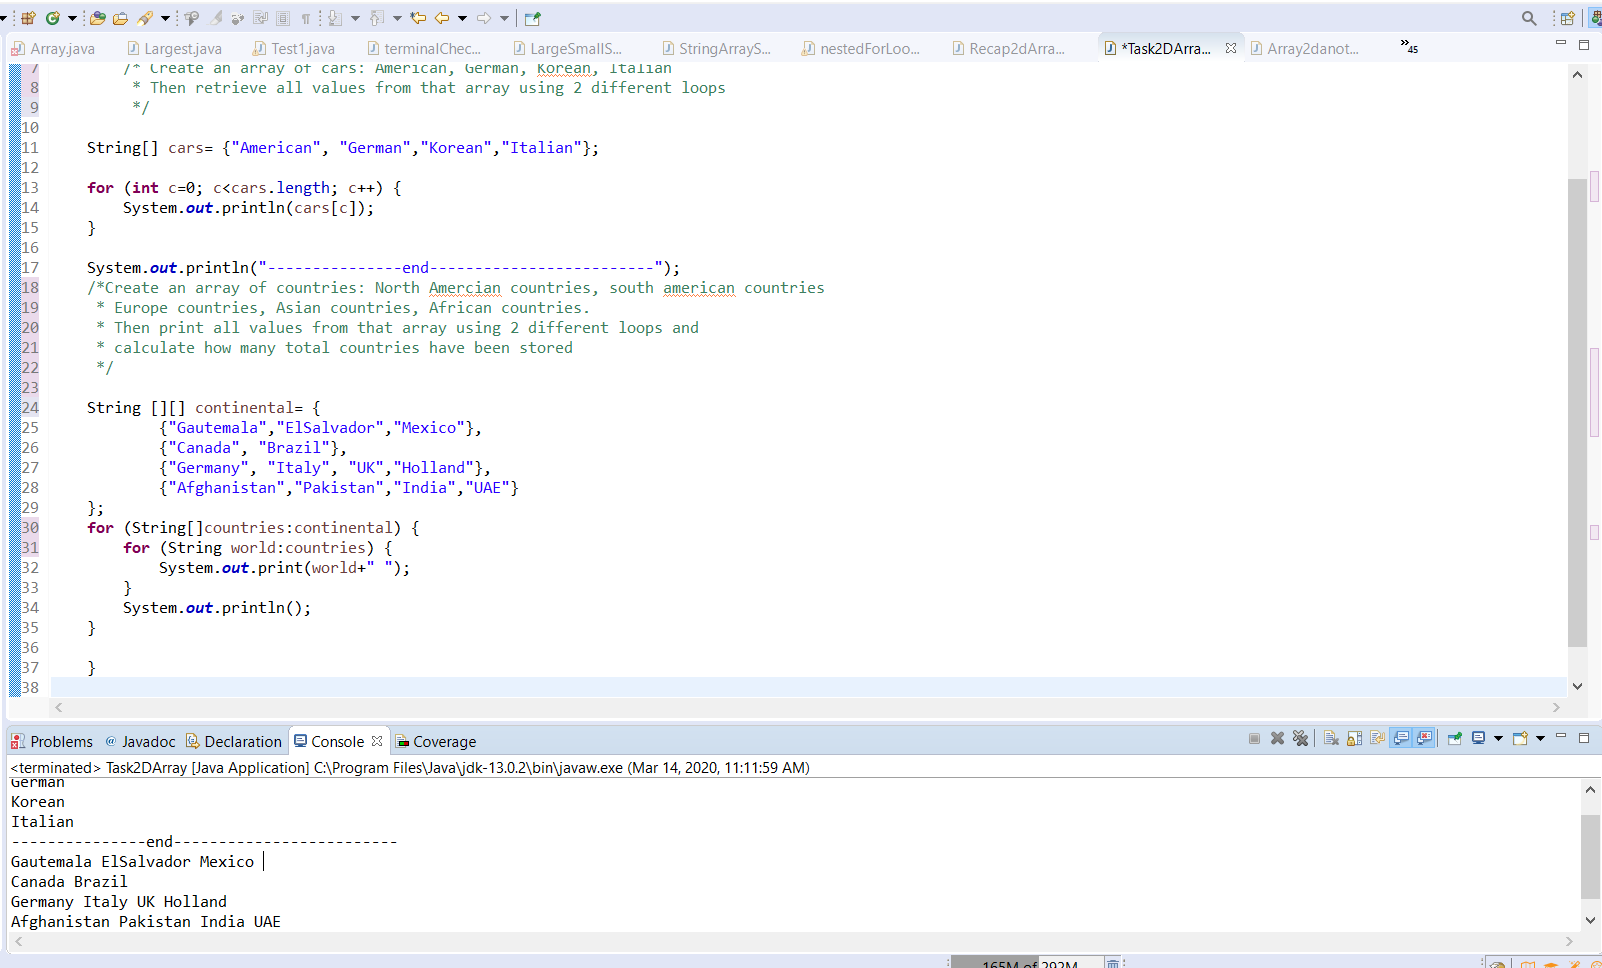 Array.java Largest.java Test1.java terminalChec... LargeSmallS... StringArrayS... nestedForLoo... Recap2dArra... *Task2DArra... Array2danot... »45
7 /* Create an array of cars: American, German, Korean, Italian
8 * Then retrieve all values from that array using 2 different loops
9 */
10
11 String[] cars= {"American", "German","Korean","Italian"};
12
13 for (int c=0; c<cars.length; c++) {
14 System.out.println(cars[c]);
15 }
16
17 System.out.println("---------------end-------------------------");
18 /*Create an array of countries: North Amercian countries, south american countries
19 * Europe countries, Asian countries, African countries.
20 * Then print all values from that array using 2 different loops and
21 * calculate how many total countries have been stored
22 */
23
24 String [][] continental= {
25 {"Gautemala","ElSalvador","Mexico"},
26 {"Canada", "Brazil"},
27 {"Germany", "Italy", "UK","Holland"},
28 {"Afghanistan","Pakistan","India","UAE"}
29 };
30 for (String[]countries:continental) {
31 for (String world:countries) {
32 System.out.print(world+" ");
33 }
34 System.out.println();
35 }
36
37 }
38
Problems @ Javadoc Declaration Console Coverage
<terminated> Task2DArray [Java Application] C:\Program Files\Java\jdk-13.0.2\bin\javaw.exe (Mar 14, 2020, 11:11:59 AM)
German
Korean
Italian
---------------end-------------------------
Gautemala ElSalvador Mexico
Canada Brazil
Germany Italy UK Holland
Afghanistan Pakistan India UAE
165M of 292M